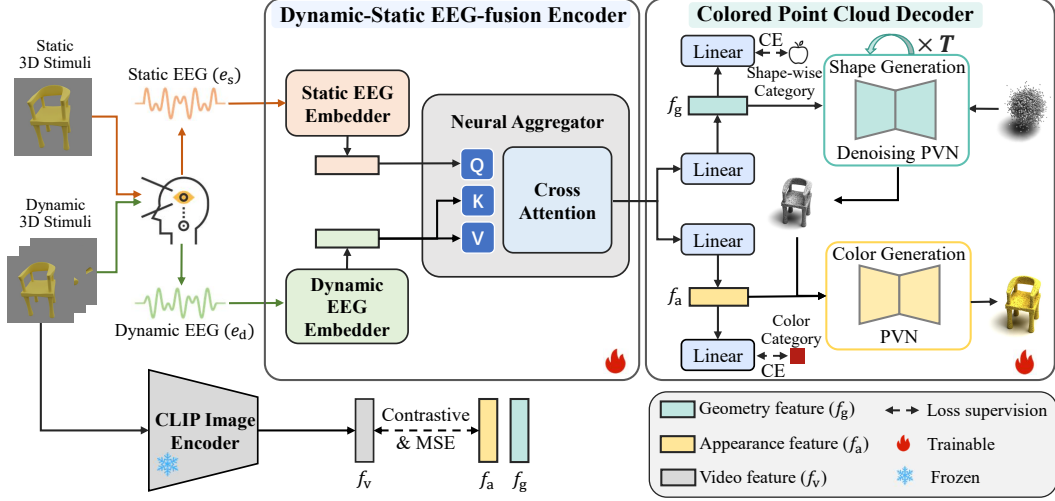 Dynamic-Static EEG-fusion Encoder
Colored Point Cloud Decoder
Static
3D Stimuli
Static EEG (e_s)
Dynamic
3D Stimuli
Dynamic EEG (e_d)
Static EEG
Embedder
Dynamic
EEG
Embedder
Neural Aggregator
Q
K
V
Cross
Attention
Linear
CE
Shape-wise
Category
f_g
Linear
Linear
f_a
Linear
Color
Category
CE
× T
Shape Generation
Denoising PVN
Color Generation
PVN
CLIP Image
Encoder
Contrastive
& MSE
f_v
f_a
f_g
Geometry feature (f_g)
Loss supervision
Appearance feature (f_a)
Trainable
Video feature (f_v)
Frozen